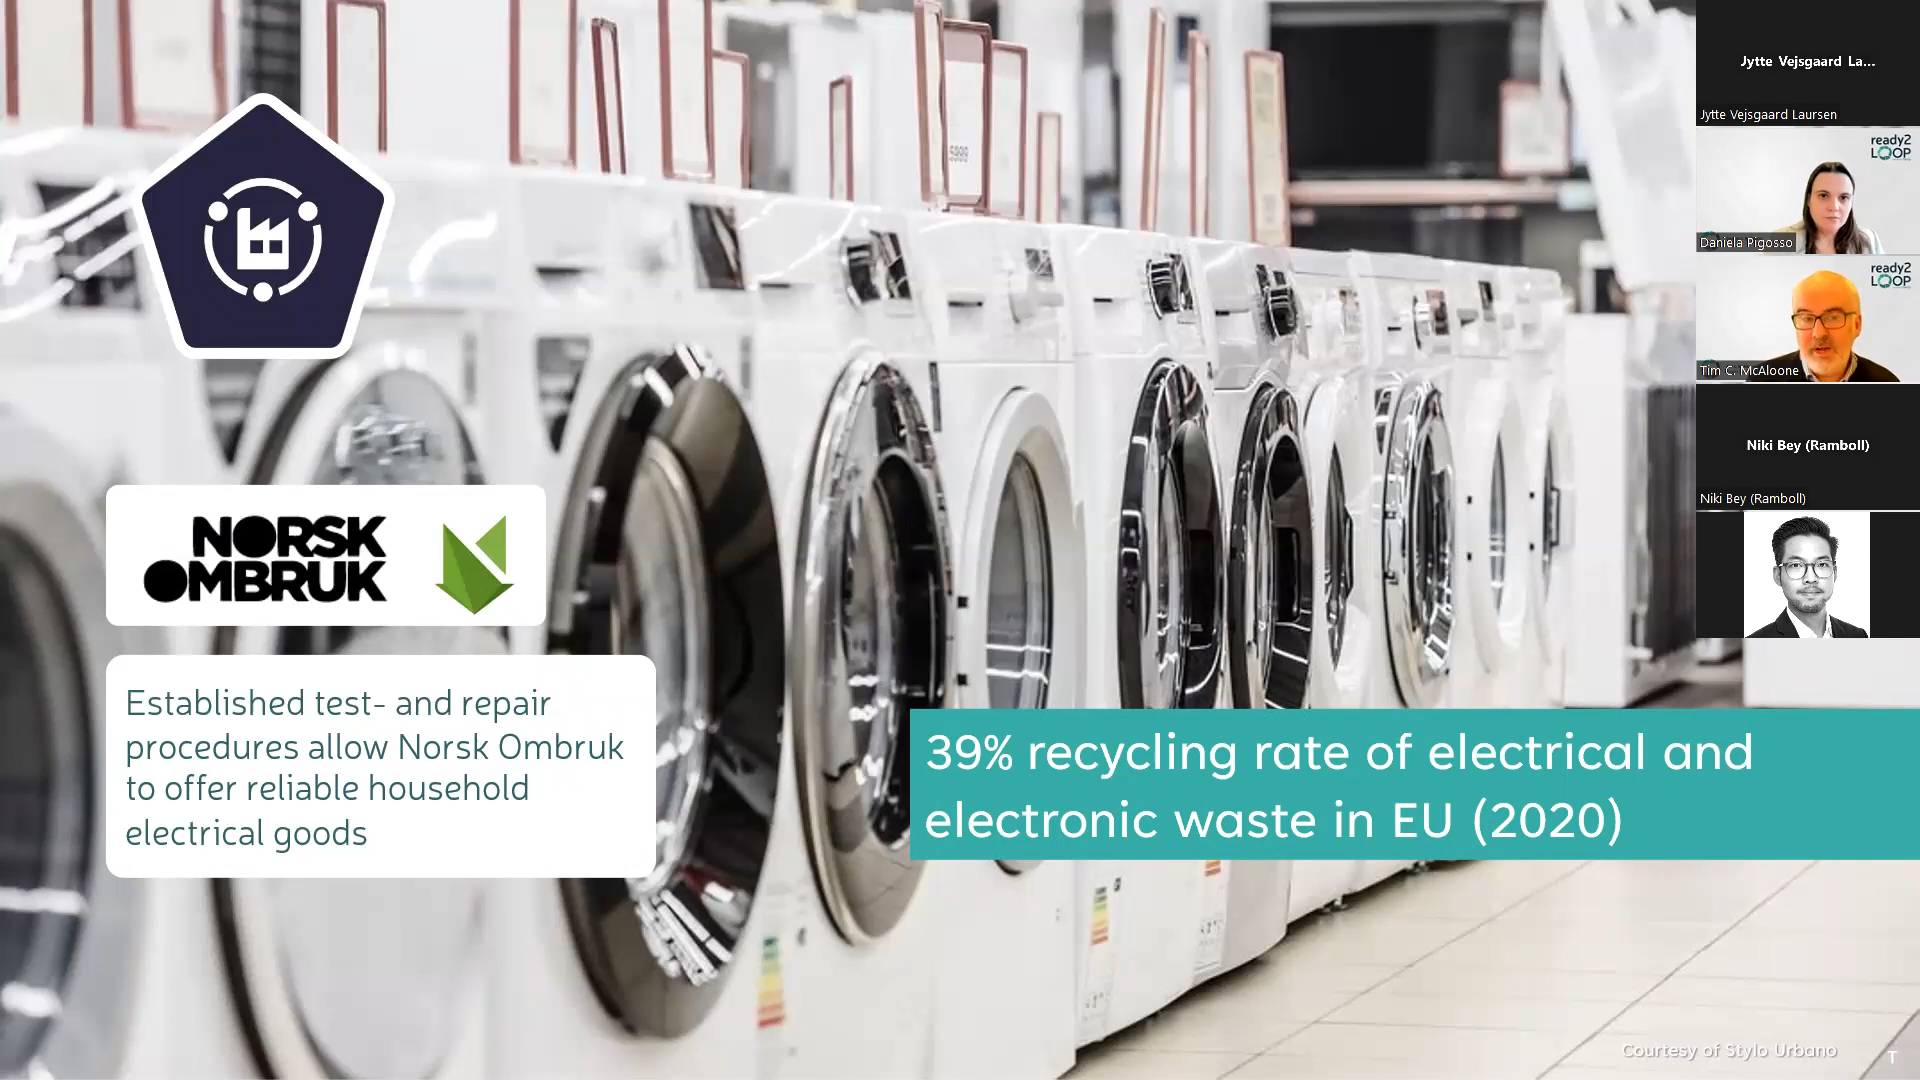 NORSK
OMBRUK
Established test- and repair
procedures allow Norsk Ombruk
to offer reliable household
electrical goods
39% recycling rate of electrical and
electronic waste in EU (2020)
Courtesy of Stylo Urbano
T
Jytte Vejsgaard La...
Jytte Vejsgaard Laursen
ready2
LOOP
Daniela Pigosso
ready2
LOOP
Tim C. McAloone
Niki Bey (Ramboll)
Niki Bey (Ramboll)